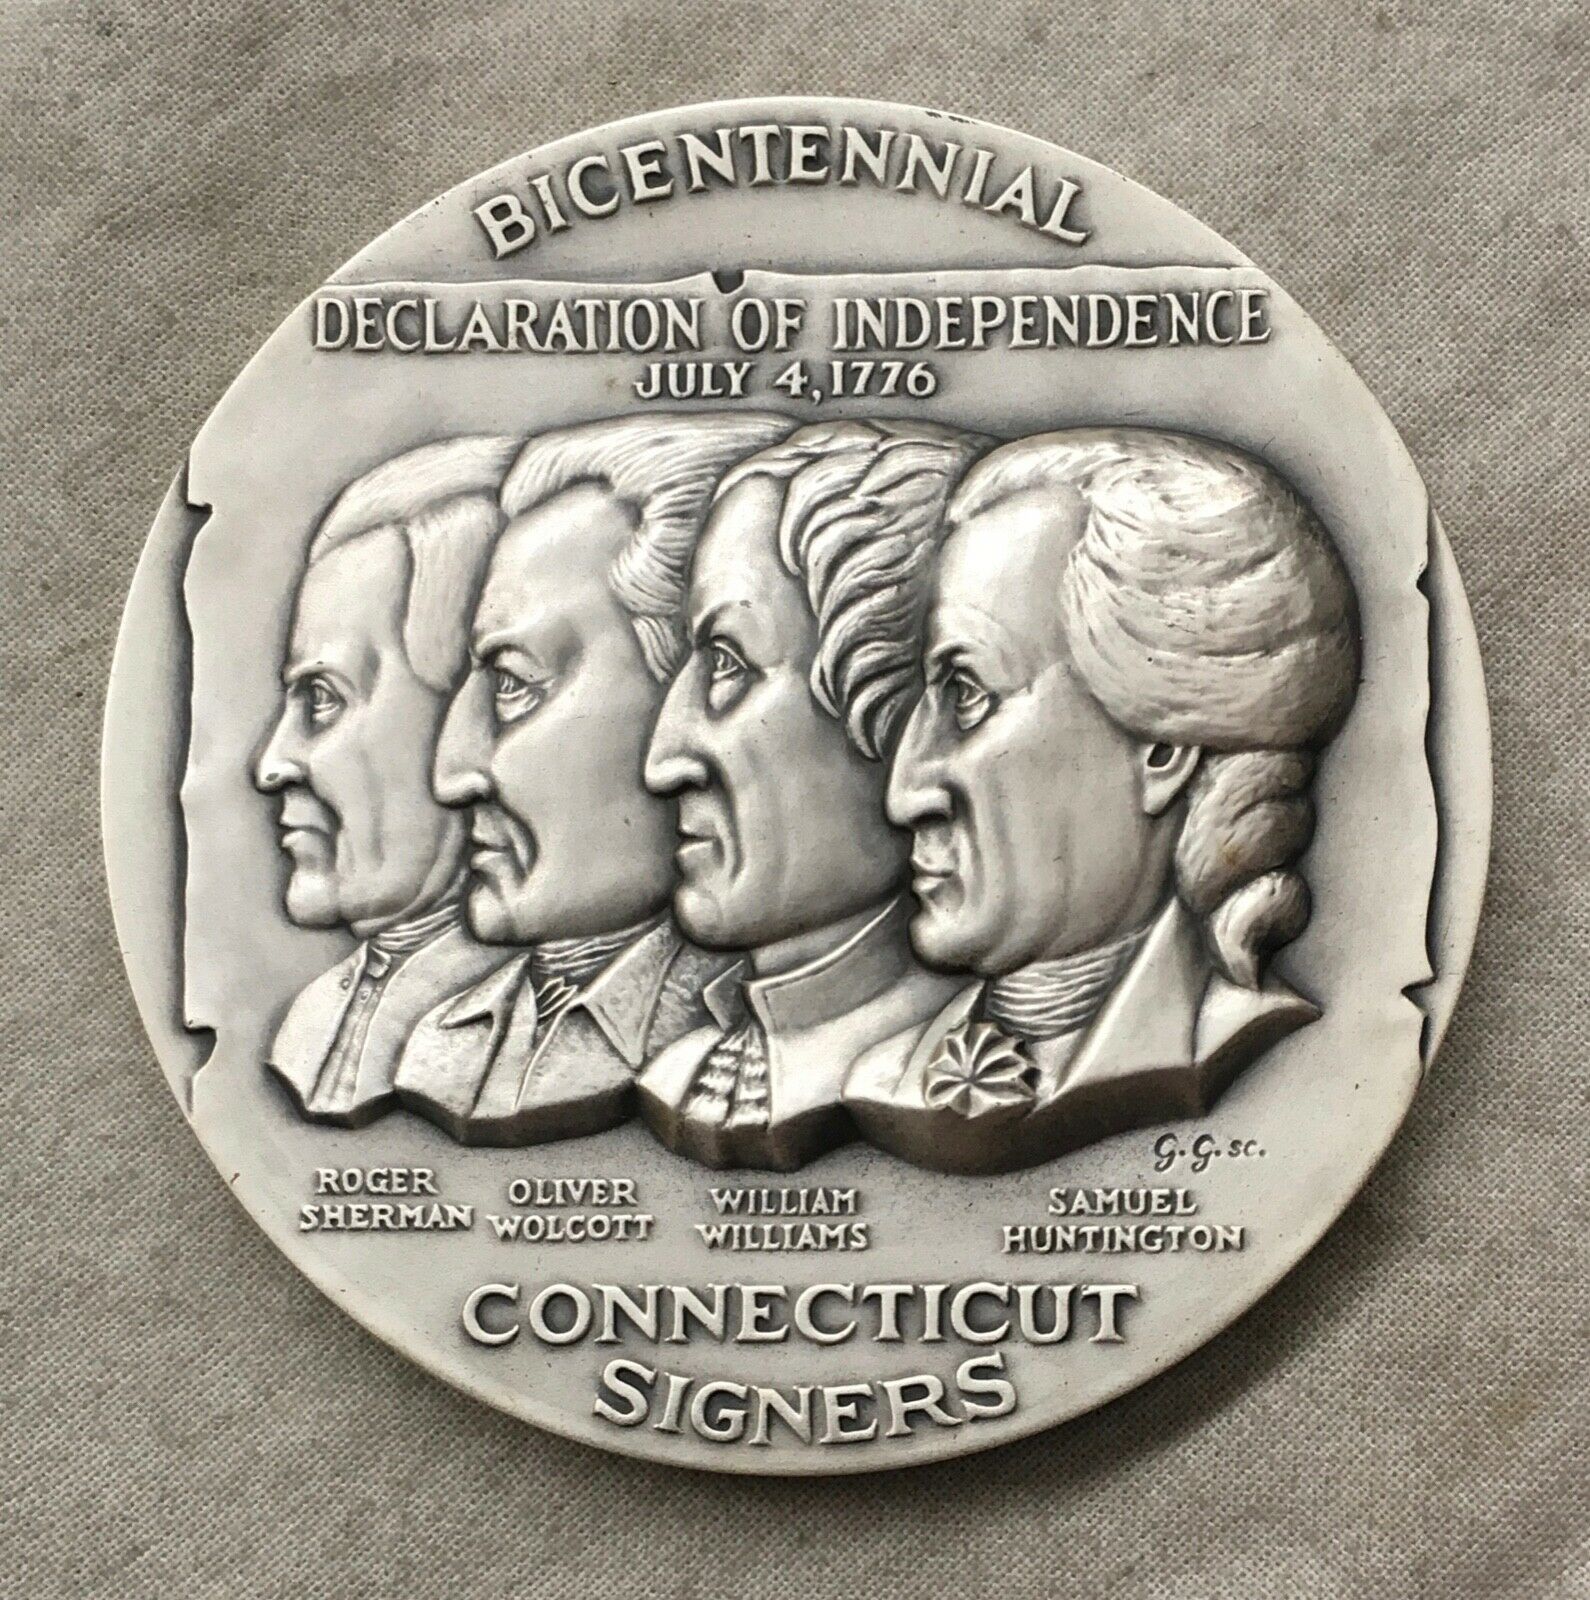 BICENTENNIAL
DECLARATION OF INDEPENDENCE
JULY 4, 1776
G.G. SC.
ROGER
SHERMAN
OLIVER
WOLCOTT
WILLIAM
WILLIAMS
SAMUEL
HUNTINGTON
CONNECTICUT
SIGNERS